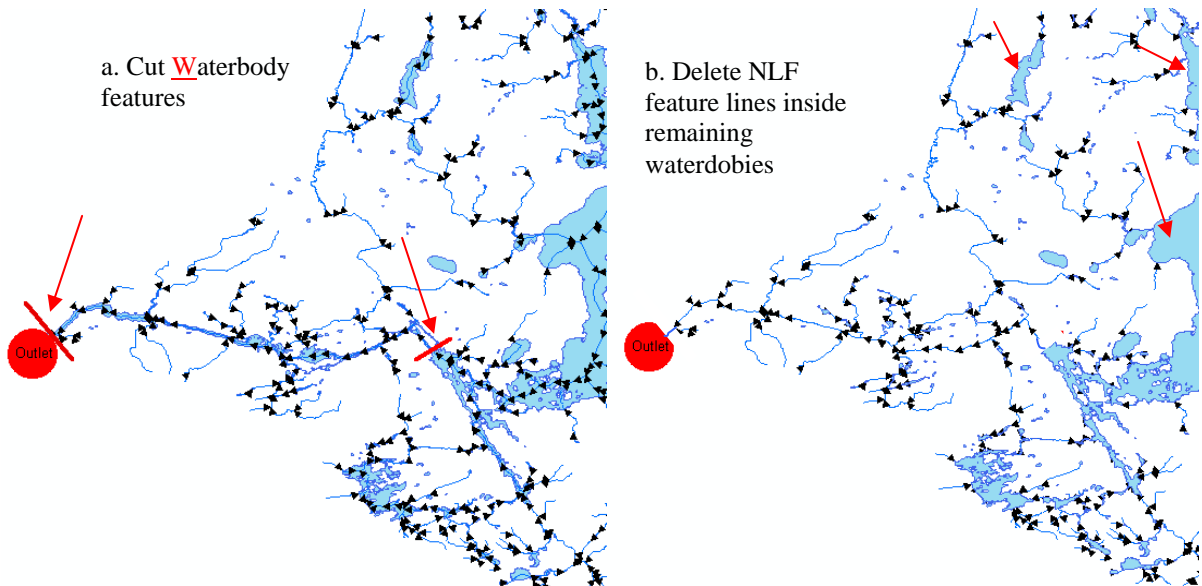 a. Cut Waterbody
features
Outlet
b. Delete NLF
feature lines inside
remaining
waterdobies
Outlet